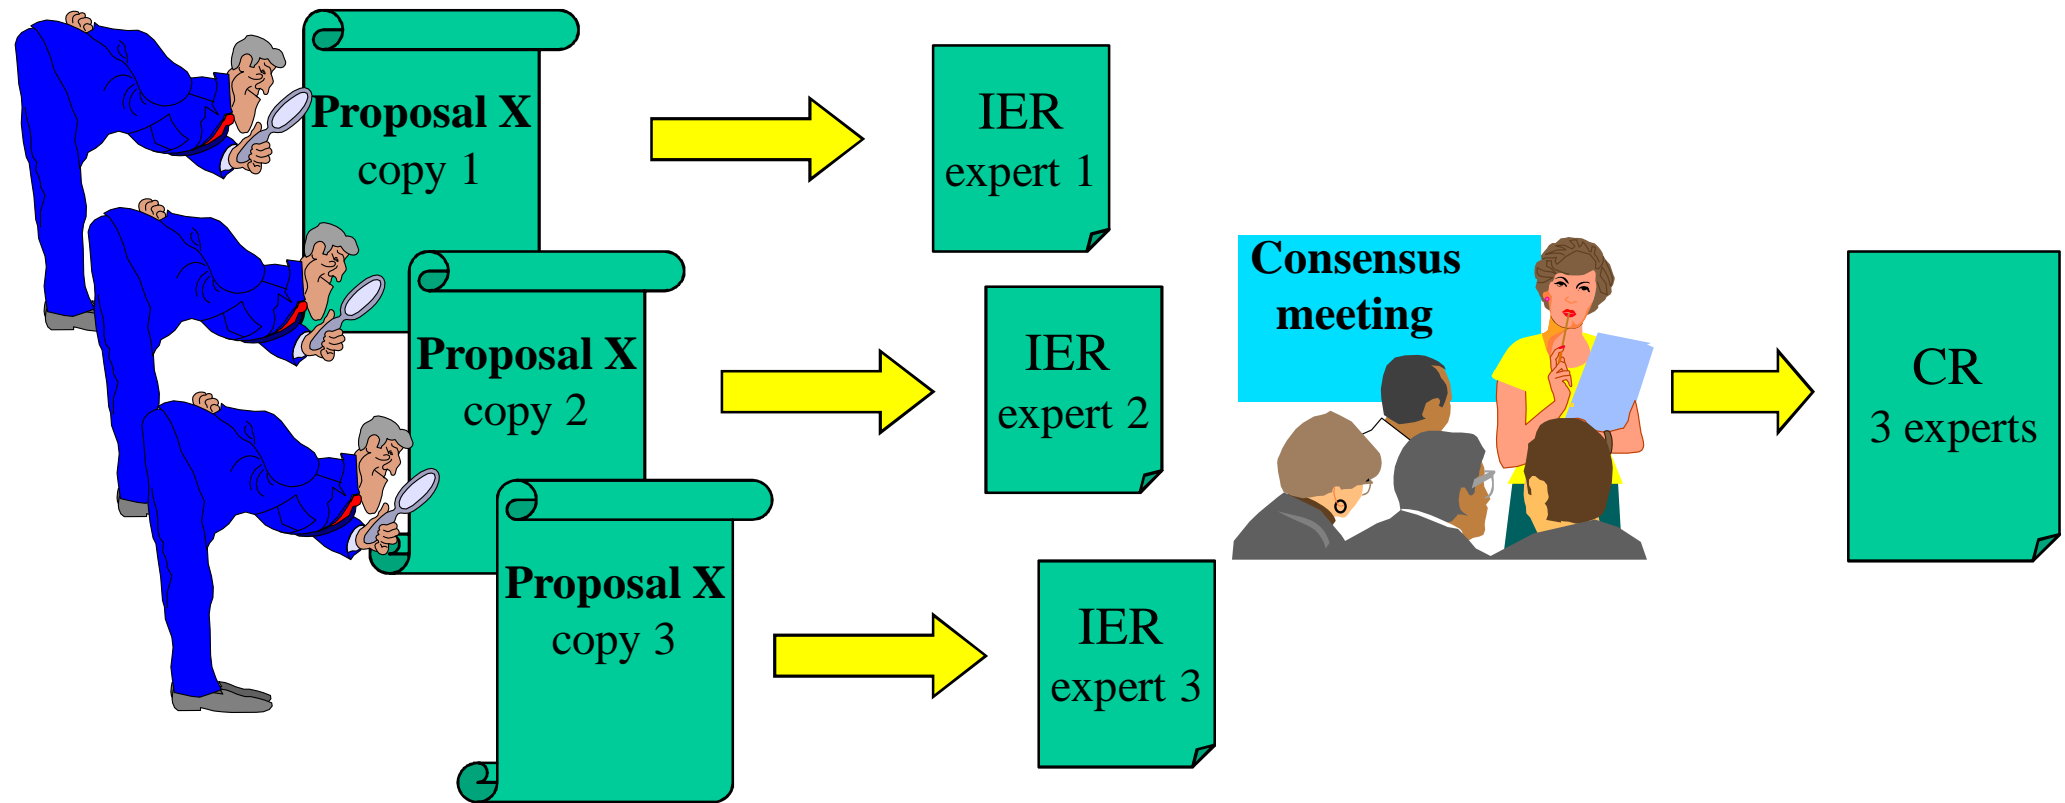 Proposal X
copy 1
IER
expert 1
Proposal X
copy 2
IER
expert 2
Proposal X
copy 3
IER
expert 3
Consensus
meeting
CR
3 experts